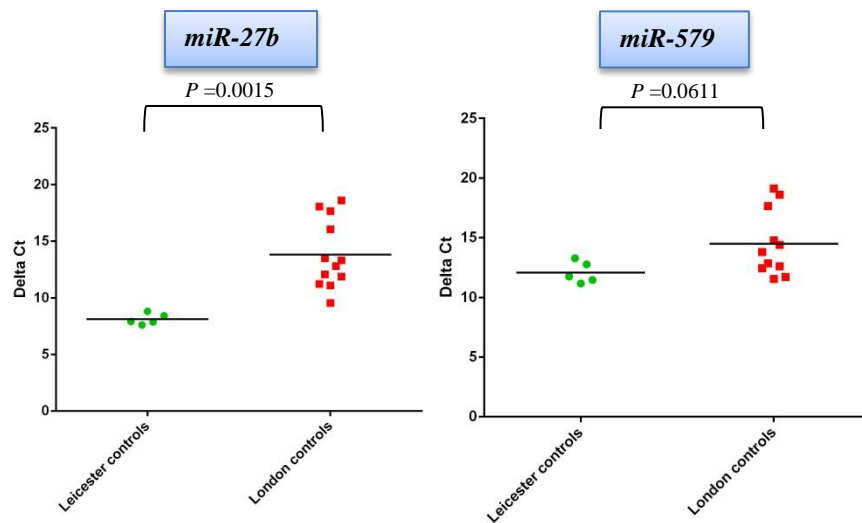 miR-27b
P =0.0015
25
20
15
10
5
0
Delta Ct
Leicester controls
London controls
miR-579
P =0.0611
25
20
15
10
5
0
Delta Ct
Leicester controls
London controls